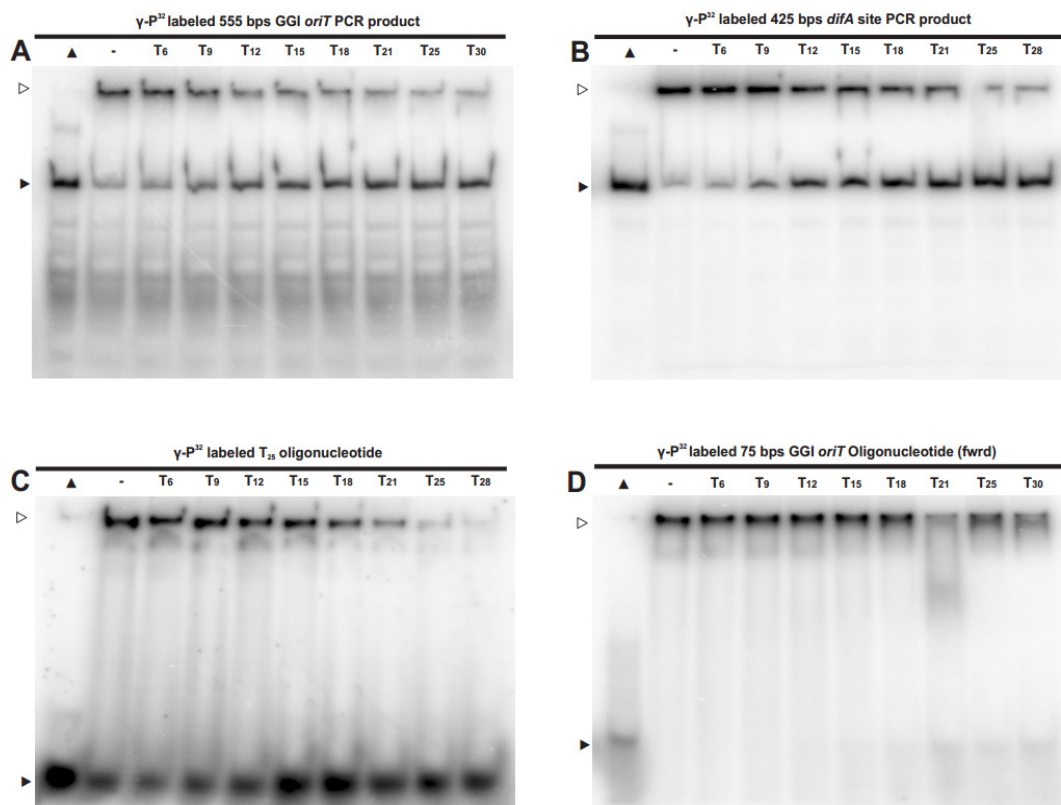 γ-P³² labeled 555 bps GGI oriT PCR product
A ▲ - T₆ T₉ T₁₂ T₁₅ T₁₈ T₂₁ T₂₅ T₃₀
γ-P³² labeled 425 bps difA site PCR product
B ▲ - T₆ T₉ T₁₂ T₁₅ T₁₈ T₂₁ T₂₅ T₂₈
γ-P³² labeled T₂₅ oligonucleotide
C ▲ - T₆ T₉ T₁₂ T₁₅ T₁₈ T₂₁ T₂₅ T₂₈
γ-P³² labeled 75 bps GGI oriT Oligonucleotide (fwrd)
D ▲ - T₆ T₉ T₁₂ T₁₅ T₁₈ T₂₁ T₂₅ T₃₀